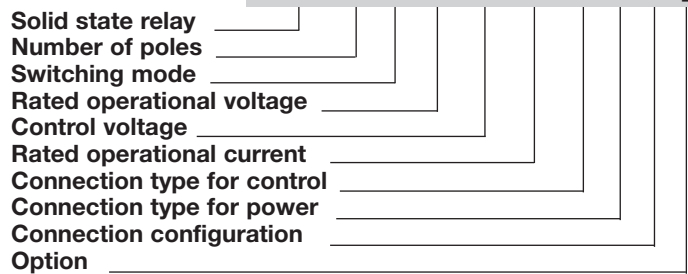 Solid state relay
Number of poles
Switching mode
Rated operational voltage
Control voltage
Rated operational current
Connection type for control
Connection type for power
Connection configuration
Option